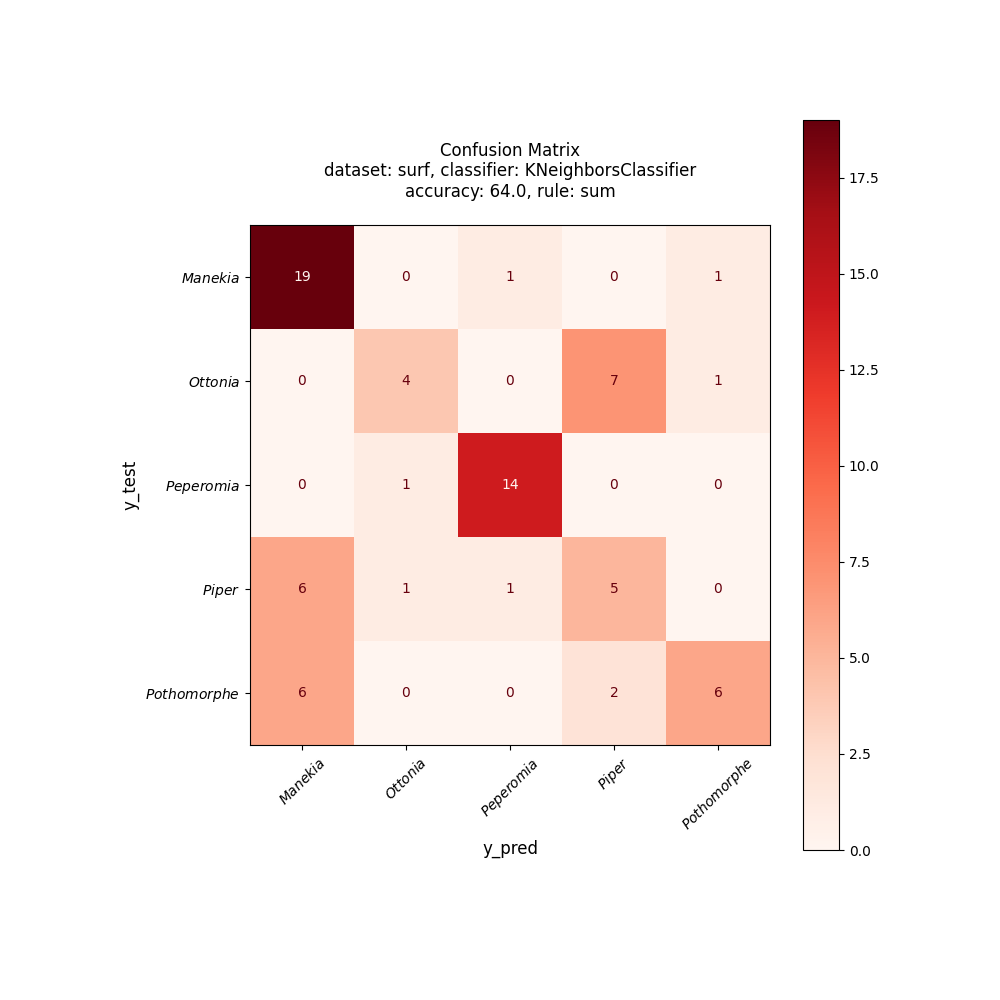 Confusion Matrix
dataset: surf, classifier: KNeighborsClassifier
accuracy: 64.0, rule: sum
17.5
15.0
12.5
10.0
7.5
5.0
2.5
0.0
y_test
Manekia 19 0 1 0 1
Ottonia 0 4 0 7 1
Peperomia 0 1 14 0 0
Piper 6 1 1 5 0
Pothomorphe 6 0 0 2 6
Manekia Ottonia Peperomia Piper Pothomorphe
y_pred